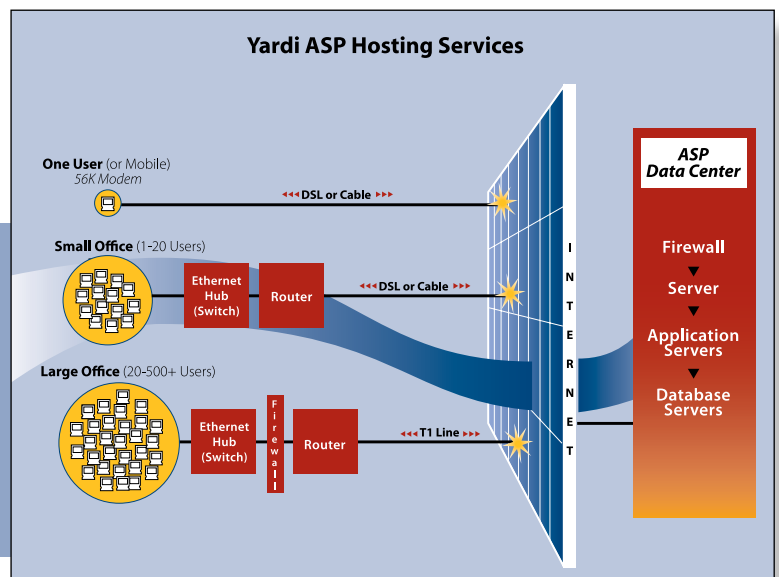 Yardi ASP Hosting Services
One User (or Mobile)
56K Modem
◄◄◄ DSL or Cable ►►►
Small Office (1-20 Users)
Ethernet
Hub
(Switch)
Router
◄◄◄ DSL or Cable ►►►
Large Office (20-500+ Users)
Ethernet
Hub
(Switch)
Firewall
Router
◄◄◄ T1 Line ►►►
INTERNET
ASP
Data Center
Firewall
▼
Server
▼
Application
Servers
▼
Database
Servers